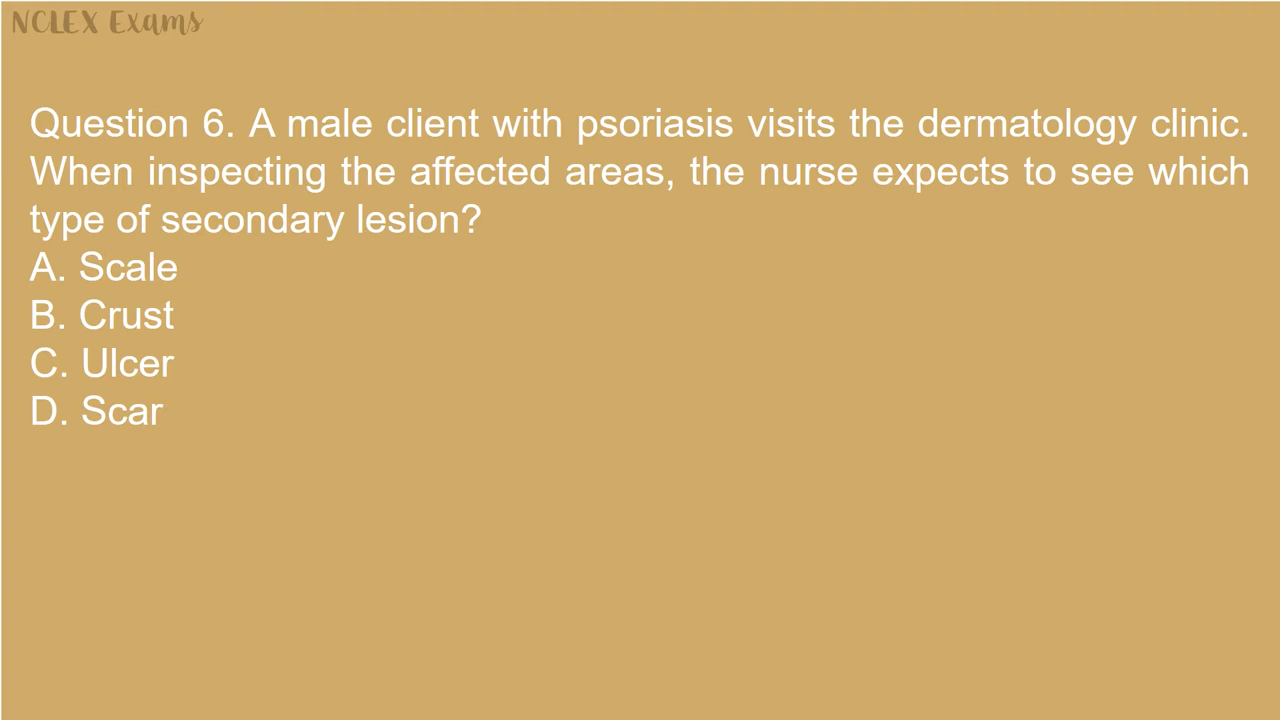 NCLEX Exams
Question 6. A male client with psoriasis visits the dermatology clinic.
When inspecting the affected areas, the nurse expects to see which
type of secondary lesion?
A. Scale
B. Crust
C. Ulcer
D. Scar